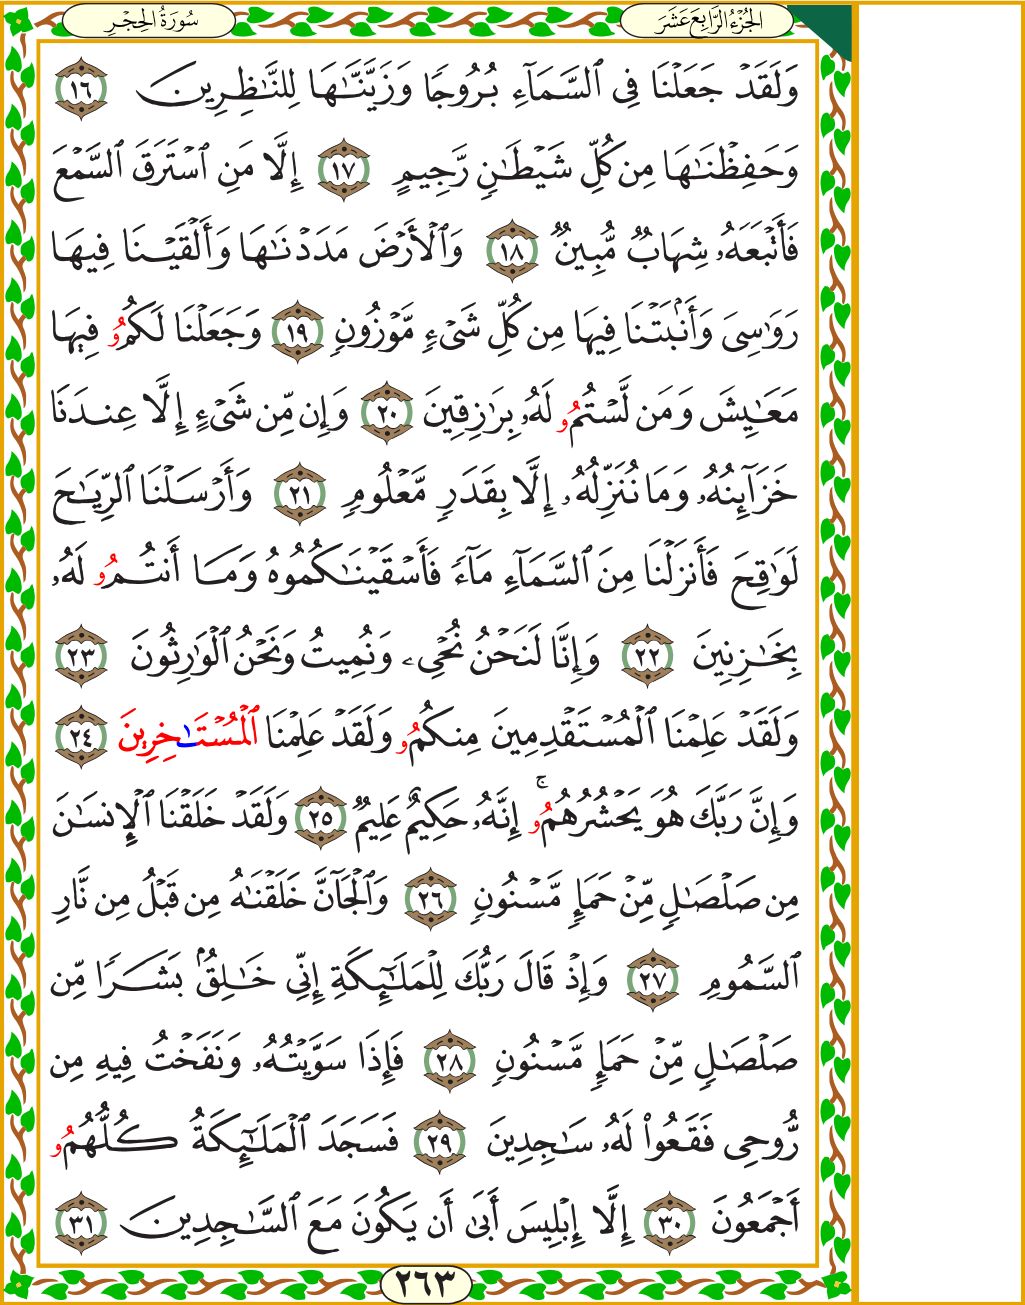 الجُزْءُ الرَّابِعَ عَشَرَ
سُورَةُ الحِجْرِ
وَلَقَدْ جَعَلْنَا فِي ٱلسَّمَآءِ بُرُوجًا وَزَيَّنَّٰهَا لِلنَّٰظِرِينَ ١٦
وَحَفِظْنَٰهَا مِن كُلِّ شَيْطَٰنٍ رَّجِيمٍ ١٧ إِلَّا مَنِ ٱسْتَرَقَ ٱلسَّمْعَ
فَأَتْبَعَهُۥ شِهَابٌ مُّبِينٌ ١٨ وَٱلْأَرْضَ مَدَدْنَٰهَا وَأَلْقَيْنَا فِيهَا
رَوَٰسِىَ وَأَنۢبَتْنَا فِيهَا مِن كُلِّ شَىْءٍ مَّوْزُونٍ ١٩ وَجَعَلْنَا لَكُمُۥ فِيهَا
مَعَٰيِشَ وَمَن لَّسْتُمُۥ لَهُۥ بِرَٰزِقِينَ ٢٠ وَإِن مِّن شَىْءٍ إِلَّا عِندَنَا
خَزَآئِنُهُۥ وَمَا نُنَزِّلُهُۥٓ إِلَّا بِقَدَرٍ مَّعْلُومٍ ٢١ وَأَرْسَلْنَا ٱلرِّيَٰحَ
لَوَٰقِحَ فَأَنزَلْنَا مِنَ ٱلسَّمَآءِ مَآءً فَأَسْقَيْنَٰكُمُوهُ وَمَآ أَنتُمُۥ لَهُۥ
بِخَٰزِنِينَ ٢٢ وَإِنَّا لَنَحْنُ نُحْىِۦ وَنُمِيتُ وَنَحْنُ ٱلْوَٰرِثُونَ ٢٣
وَلَقَدْ عَلِمْنَا ٱلْمُسْتَقْدِمِينَ مِنكُمُۥ وَلَقَدْ عَلِمْنَا ٱلْمُسْتَـٰخِرِينَ ٢٤
وَإِنَّ رَبَّكَ هُوَ يَحْشُرُهُمُۥۚ إِنَّهُۥ حَكِيمٌ عَلِيمٌ ٢٥ وَلَقَدْ خَلَقْنَا ٱلْإِنسَٰنَ
مِن صَلْصَٰلٍ مِّنْ حَمَإٍ مَّسْنُونٍ ٢٦ وَٱلْجَآنَّ خَلَقْنَٰهُ مِن قَبْلُ مِن نَّارِ
ٱلسَّمُومِ ٢٧ وَإِذْ قَالَ رَبُّكَ لِلْمَلَٰٓئِكَةِ إِنِّى خَٰلِقٌۢ بَشَرًا مِّن
صَلْصَٰلٍ مِّنْ حَمَإٍ مَّسْنُونٍ ٢٨ فَإِذَا سَوَّيْتُهُۥ وَنَفَخْتُ فِيهِ مِن
رُّوحِى فَقَعُوا۟ لَهُۥ سَٰجِدِينَ ٢٩ فَسَجَدَ ٱلْمَلَٰٓئِكَةُ كُلُّهُمُۥ
أَجْمَعُونَ ٣٠ إِلَّآ إِبْلِيسَ أَبَىٰٓ أَن يَكُونَ مَعَ ٱلسَّٰجِدِينَ ٣١
٢٦٣